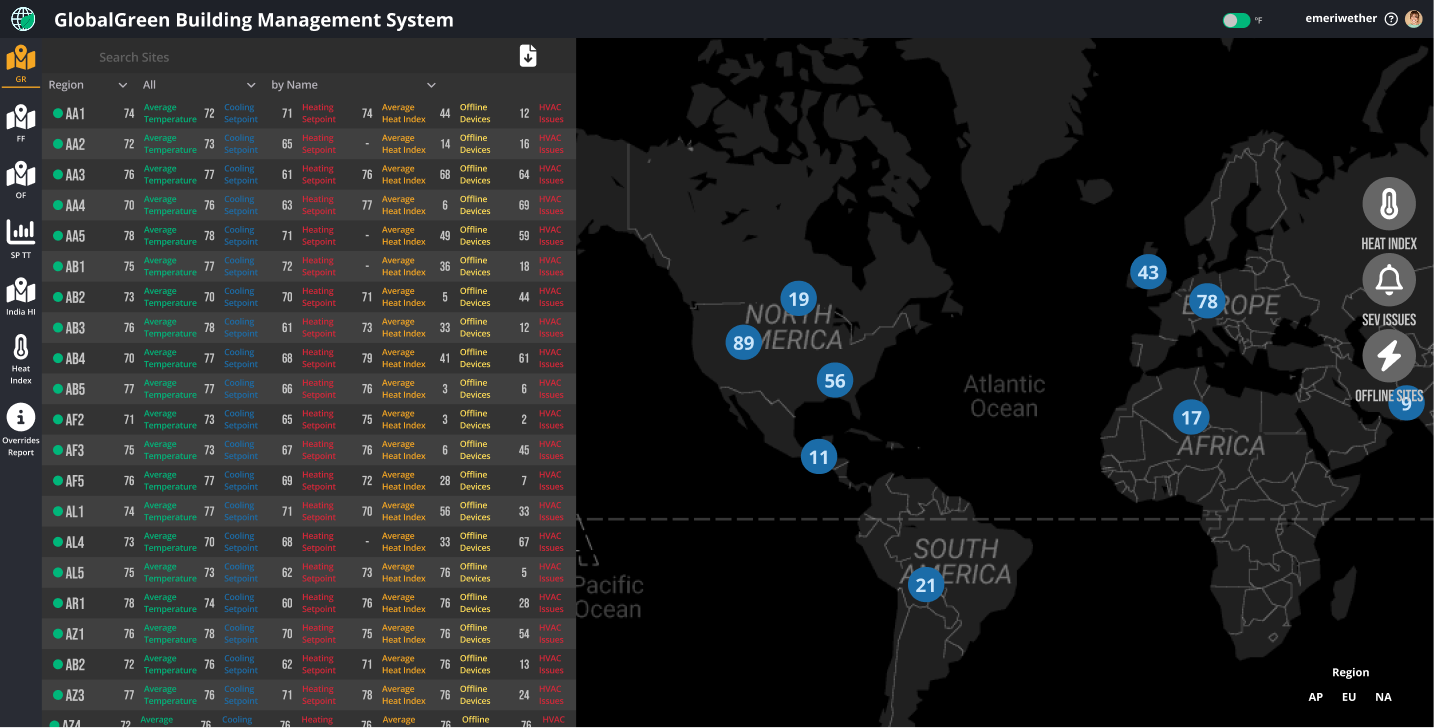 GlobalGreen Building Management System
°F
emeriwether
GR
FF
OF
SP TT
India HI
Heat
Index
Overrides
Report
Search Sites
Region All by Name
AA1 74 Average Temperature 72 Cooling Setpoint 71 Heating Setpoint 74 Average Heat Index 44 Offline Devices 12 HVAC Issues
AA2 72 Average Temperature 73 Cooling Setpoint 65 Heating Setpoint - Average Heat Index 14 Offline Devices 16 HVAC Issues
AA3 76 Average Temperature 77 Cooling Setpoint 61 Heating Setpoint 76 Average Heat Index 68 Offline Devices 64 HVAC Issues
AA4 70 Average Temperature 76 Cooling Setpoint 63 Heating Setpoint 77 Average Heat Index 6 Offline Devices 69 HVAC Issues
AA5 78 Average Temperature 78 Cooling Setpoint 71 Heating Setpoint - Average Heat Index 49 Offline Devices 59 HVAC Issues
AB1 75 Average Temperature 77 Cooling Setpoint 72 Heating Setpoint - Average Heat Index 36 Offline Devices 18 HVAC Issues
AB2 73 Average Temperature 70 Cooling Setpoint 70 Heating Setpoint 71 Average Heat Index 5 Offline Devices 44 HVAC Issues
AB3 76 Average Temperature 78 Cooling Setpoint 61 Heating Setpoint 73 Average Heat Index 33 Offline Devices 12 HVAC Issues
AB4 70 Average Temperature 77 Cooling Setpoint 68 Heating Setpoint 79 Average Heat Index 41 Offline Devices 61 HVAC Issues
AB5 77 Average Temperature 77 Cooling Setpoint 66 Heating Setpoint 76 Average Heat Index 3 Offline Devices 6 HVAC Issues
AF2 71 Average Temperature 73 Cooling Setpoint 65 Heating Setpoint 75 Average Heat Index 3 Offline Devices 2 HVAC Issues
AF3 75 Average Temperature 73 Cooling Setpoint 67 Heating Setpoint 76 Average Heat Index 6 Offline Devices 45 HVAC Issues
AF5 76 Average Temperature 77 Cooling Setpoint 69 Heating Setpoint 72 Average Heat Index 28 Offline Devices 7 HVAC Issues
AL1 74 Average Temperature 77 Cooling Setpoint 71 Heating Setpoint 70 Average Heat Index 56 Offline Devices 33 HVAC Issues
AL4 73 Average Temperature 70 Cooling Setpoint 68 Heating Setpoint - Average Heat Index 33 Offline Devices 67 HVAC Issues
AL5 75 Average Temperature 73 Cooling Setpoint 62 Heating Setpoint 73 Average Heat Index 76 Offline Devices 5 HVAC Issues
AR1 78 Average Temperature 74 Cooling Setpoint 60 Heating Setpoint 76 Average Heat Index 76 Offline Devices 28 HVAC Issues
AZ1 76 Average Temperature 78 Cooling Setpoint 70 Heating Setpoint 75 Average Heat Index 76 Offline Devices 54 HVAC Issues
AB2 72 Average Temperature 76 Cooling Setpoint 62 Heating Setpoint 71 Average Heat Index 76 Offline Devices 13 HVAC Issues
AZ3 77 Average Temperature 76 Cooling Setpoint 71 Heating Setpoint 78 Average Heat Index 76 Offline Devices 24 HVAC Issues
AZ4 72 Average 76 Cooling 76 Heating 76 Average 76 Offline 76 HVAC
19
NORTH
AMERICA
89
56
11
43
78
EUROPE
Atlantic
Ocean
17
AFRICA
9
SOUTH
AMERICA
21
Pacific
Ocean
HEAT INDEX
SEV ISSUES
OFFLINE SITES
Region
AP EU NA